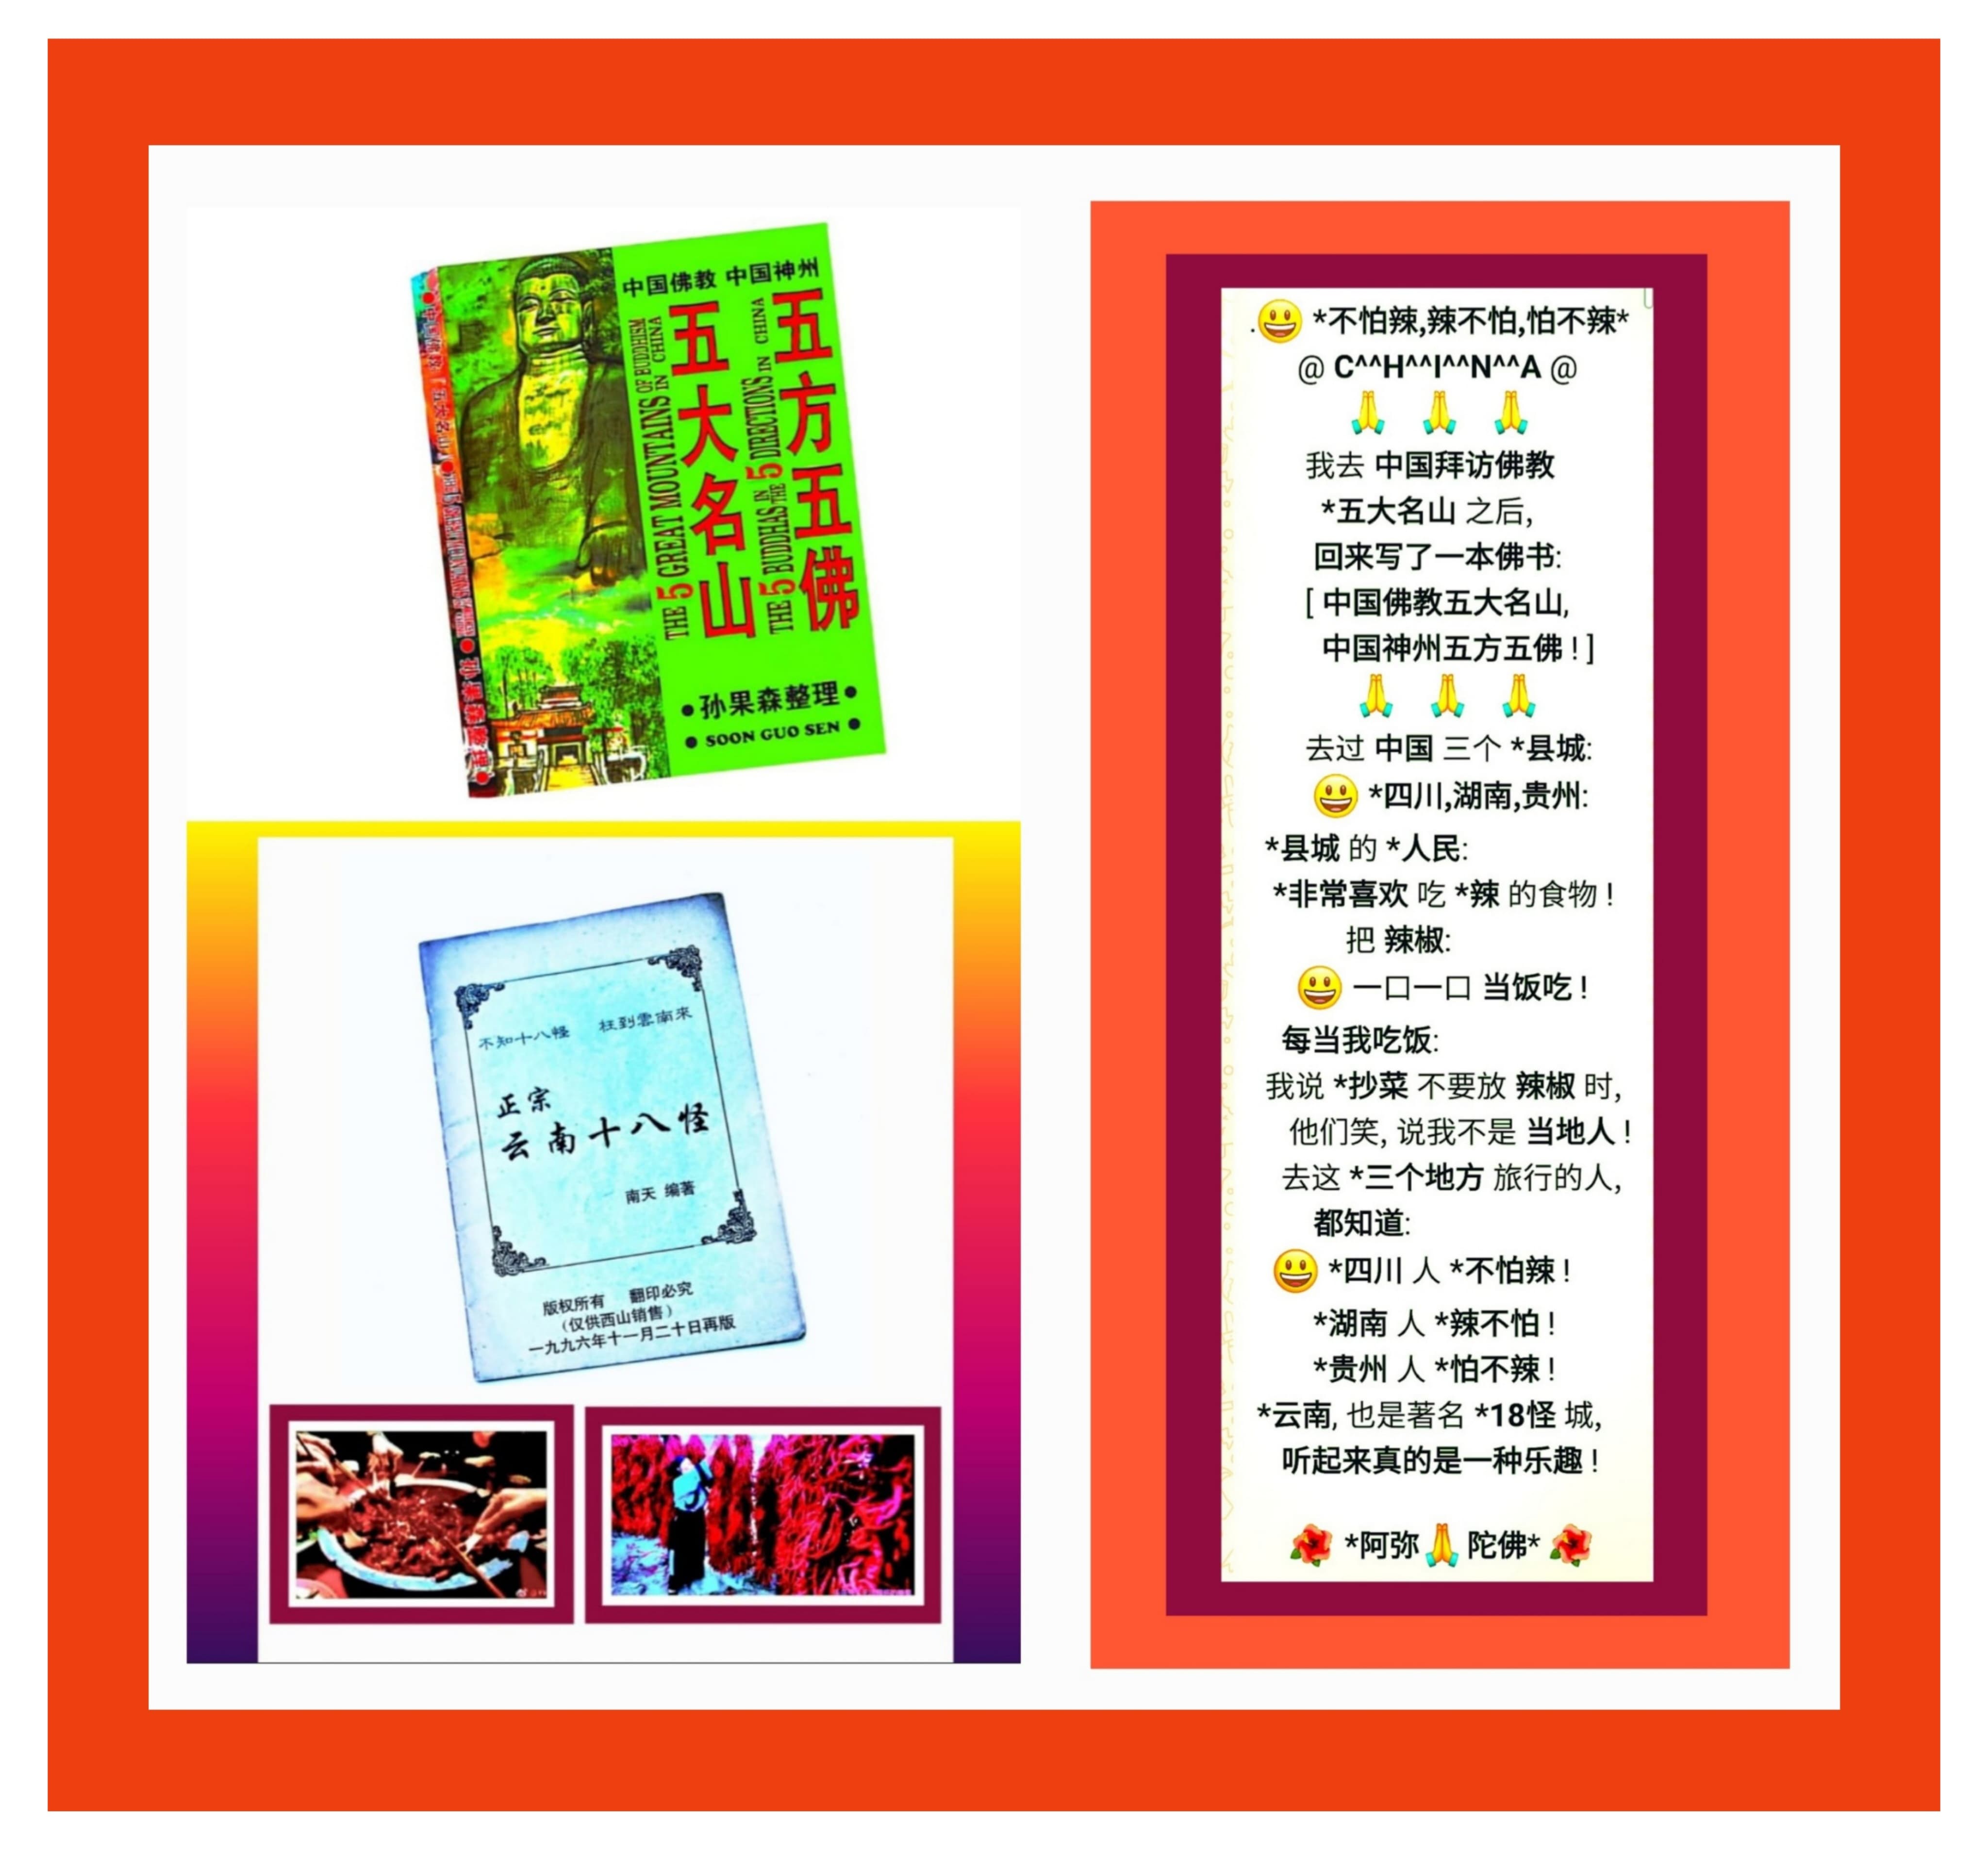 中国佛教 中国神州
五大名山
THE 5 GREAT MOUNTAINS OF BUDDHISM IN CHINA
五方五佛
THE 5 BUDDHAS IN THE 5 DIRECTIONS IN CHINA
●孙果森整理●
● SOON GUO SEN ●
不知十八怪 枉到雲南来
正宗
云南十八怪
南天 编著
版权所有 翻印必究
(仅供西山销售)
一九九六年十一月二十日再版
.😃 *不怕辣,辣不怕,怕不辣*
@ C^^H^^I^^N^^A @
🙏 🙏 🙏
我去 中国拜访佛教
*五大名山 之后,
回来写了一本佛书:
[ 中国佛教五大名山,
中国神州五方五佛 ! ]
🙏 🙏 🙏
去过 中国 三个 *县城:
😃 *四川,湖南,贵州:
*县城 的 *人民:
*非常喜欢 吃 *辣 的食物 !
把 辣椒:
😃 一口一口 当饭吃 !
每当我吃饭:
我说 *抄菜 不要放 辣椒 时,
他们笑, 说我不是 当地人 !
去这 *三个地方 旅行的人,
都知道:
😃 *四川 人 *不怕辣 !
*湖南 人 *辣不怕 !
*贵州 人 *怕不辣 !
*云南, 也是著名 *18怪 城,
听起来真的是一种乐趣 !
🌺 *阿弥🙏陀佛* 🌺